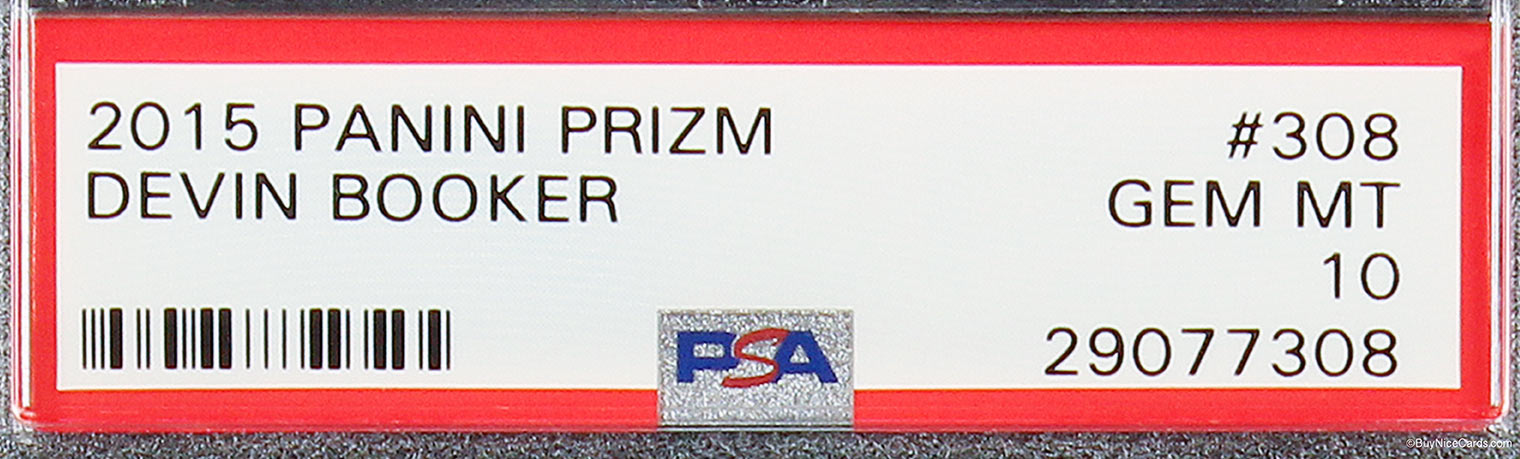 2015 PANINI PRIZM #308
DEVIN BOOKER GEM MT
10
PSA 29077308
©BuyNiceCards.com